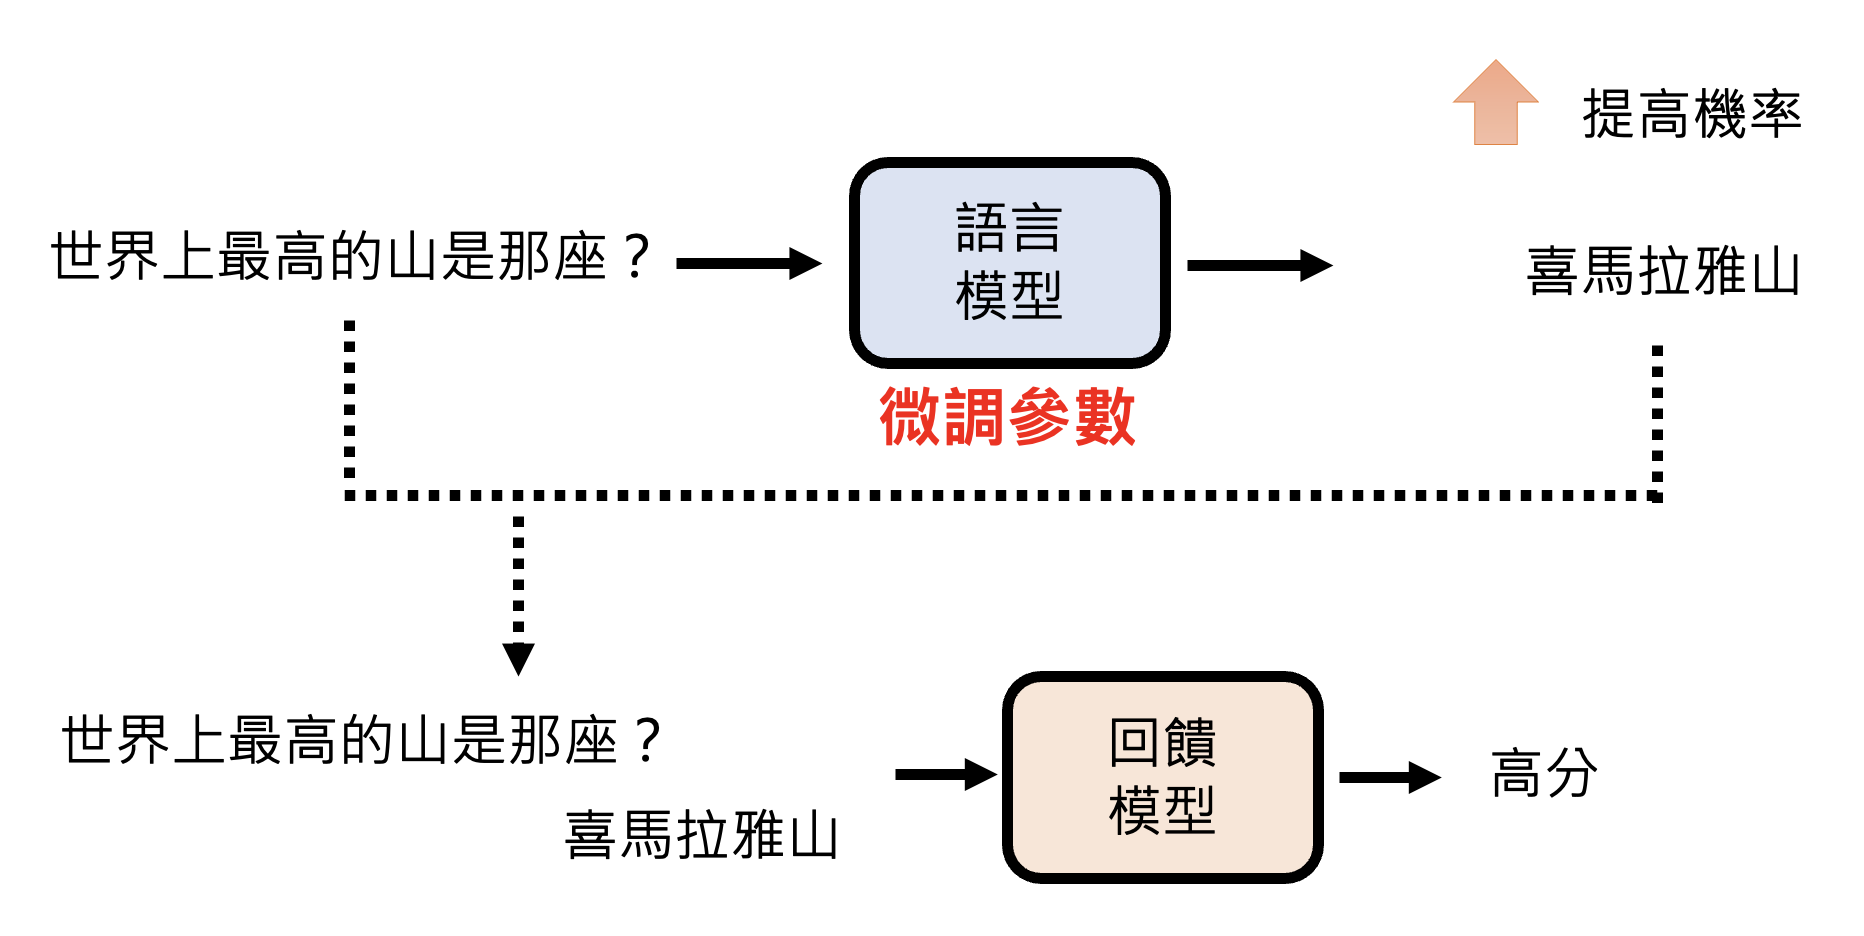 提高機率
世界上最高的山是那座？
語言
模型
喜馬拉雅山
微調參數
世界上最高的山是那座？
喜馬拉雅山
回饋
模型
高分